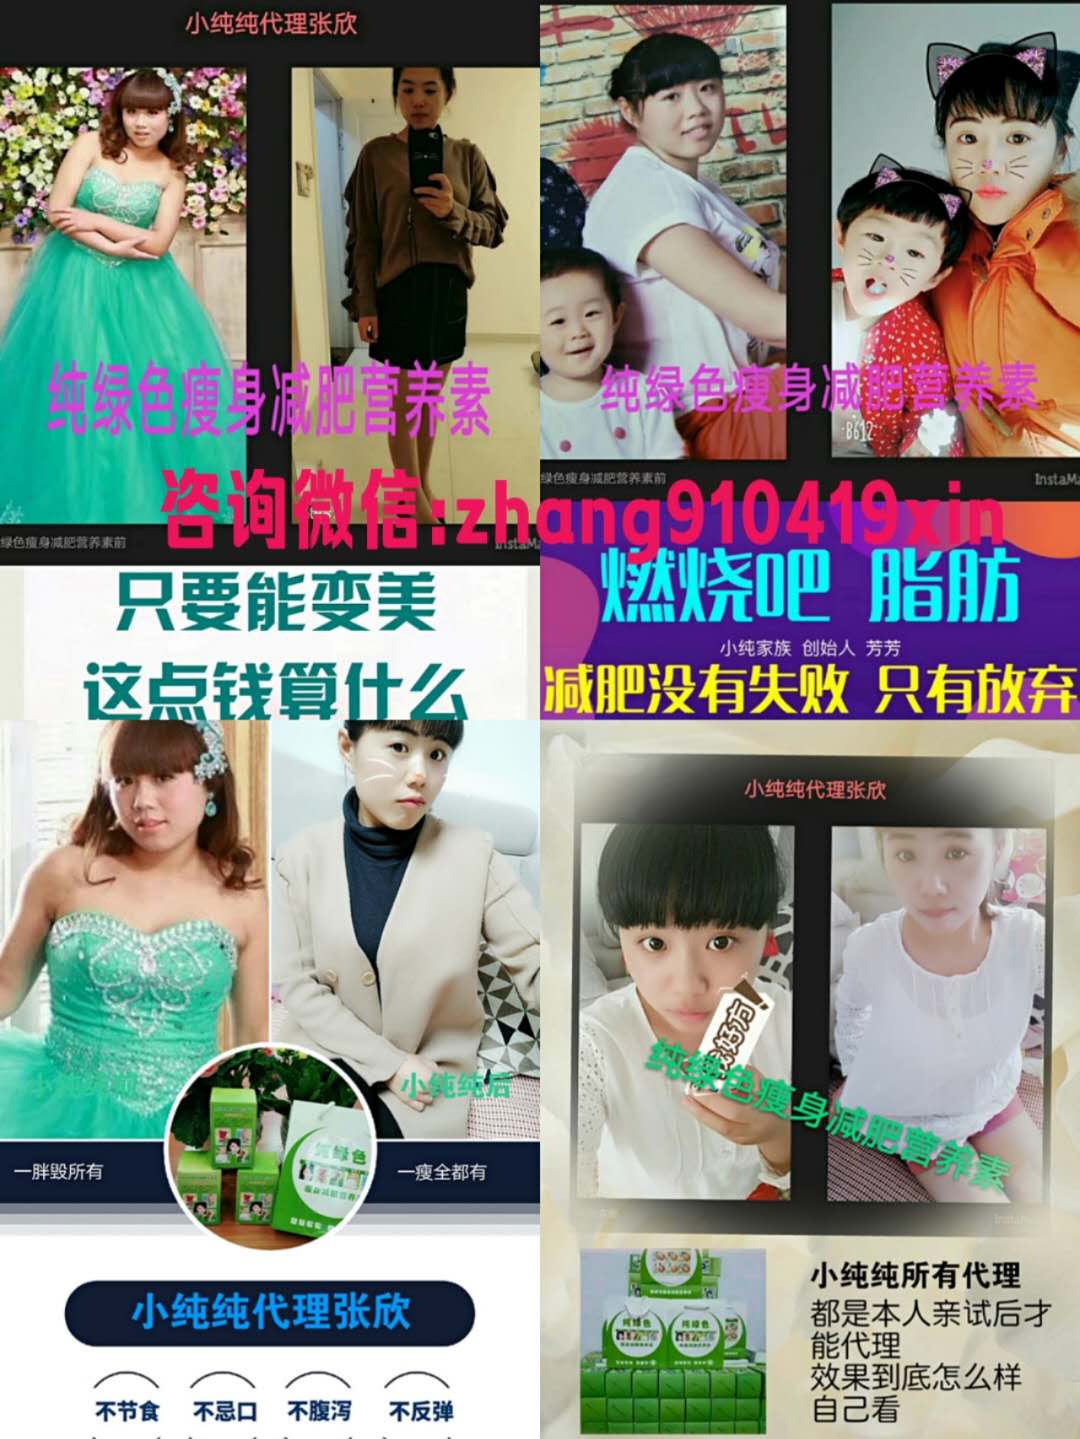 小纯纯代理张欣
纯绿色瘦身减肥营养素
绿色瘦身减肥营养素前
InstaMa
纯绿色瘦身减肥营养素
B612
绿色瘦身减肥营养素前
InstaMa
咨询微信:zhang910419xin
只要能变美
这点钱算什么
燃烧吧 脂肪
小纯家族 创始人 芳芳
减肥没有失败 只有放弃
小纯纯后
一胖毁所有
一瘦全都有
纯绿色
小纯纯代理张欣
不节食 不忌口 不腹泻 不反弹
小纯纯代理张欣
纯绿色瘦身减肥营养素
纯绿色
纯绿色
小纯纯所有代理
都是本人亲试后才
能代理
效果到底怎么样
自己看